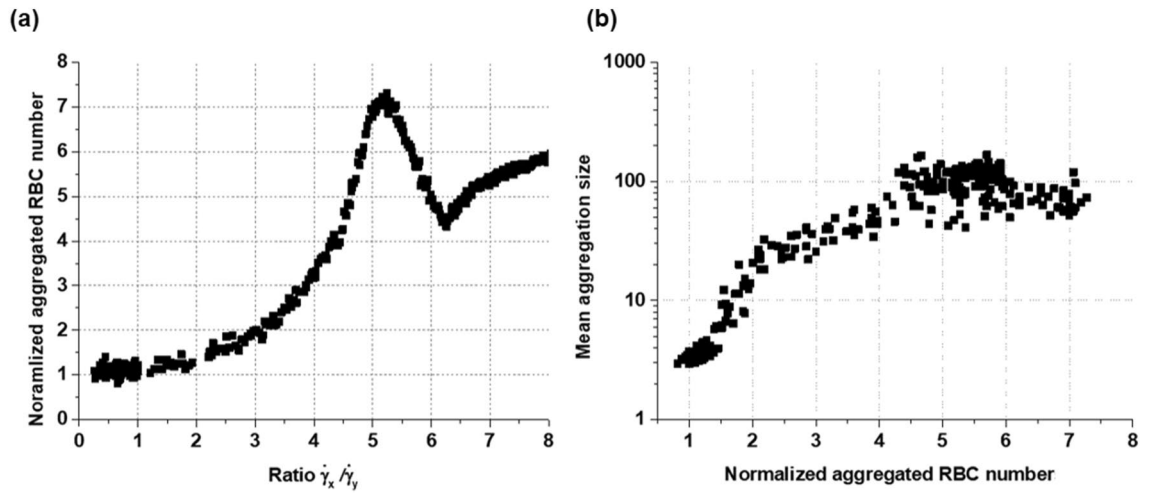 (a)
(b)
Noramlized aggregated RBC number
8
7
6
5
4
3
2
1
0
0 1 2 3 4 5 6 7 8
Ratio γ̇x /γ̇y
Mean aggregation size
1000
100
10
1
1 2 3 4 5 6 7 8
Normalized aggregated RBC number